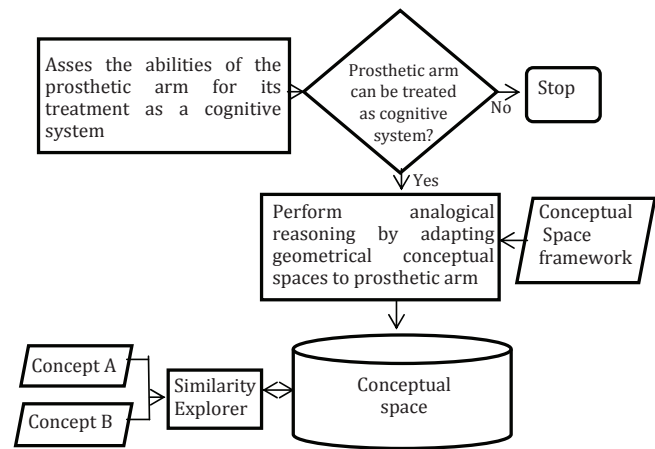 Asses the abilities of the
prosthetic arm for its
treatment as a cognitive
system
Prosthetic arm
can be treated
as cognitive
system?
No
Stop
Yes
Perform analogical
reasoning by adapting
geometrical conceptual
spaces to prosthetic arm
Conceptual
Space
framework
Concept A
Concept B
Similarity
Explorer
Conceptual
space